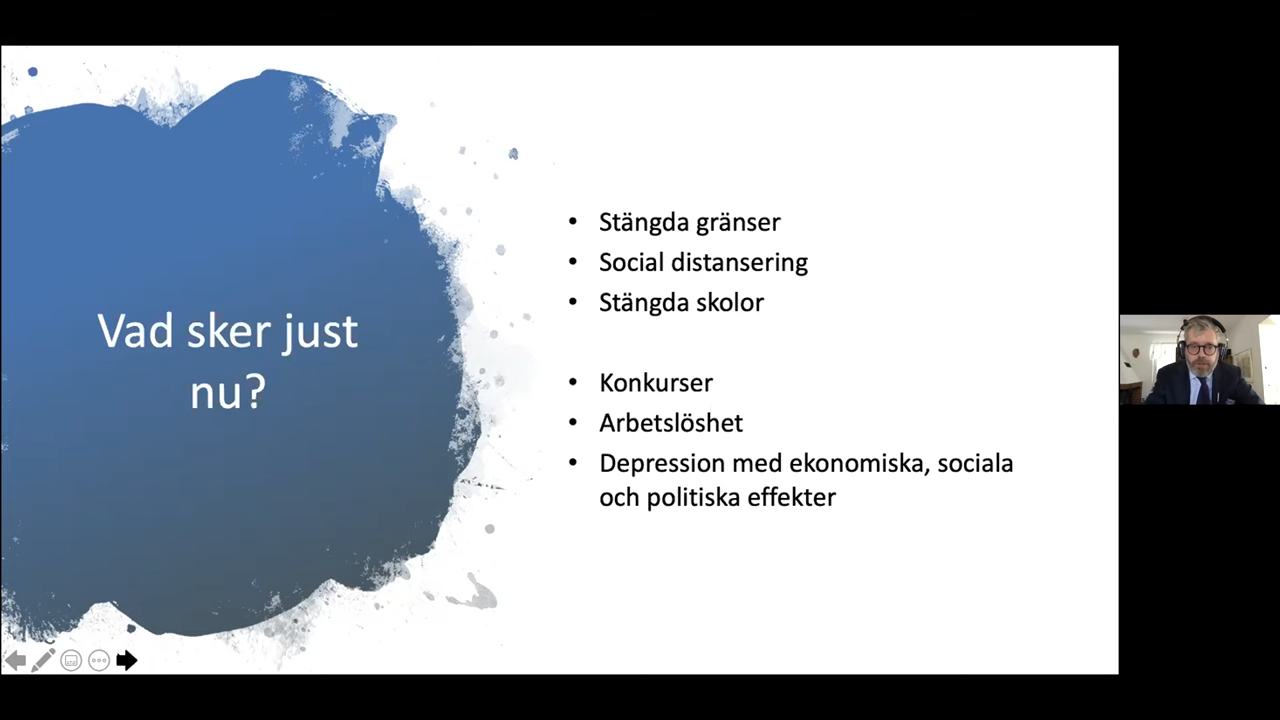 Vad sker just
nu?
• Stängda gränser
• Social distansering
• Stängda skolor
• Konkurser
• Arbetslöshet
• Depression med ekonomiska, sociala
och politiska effekter